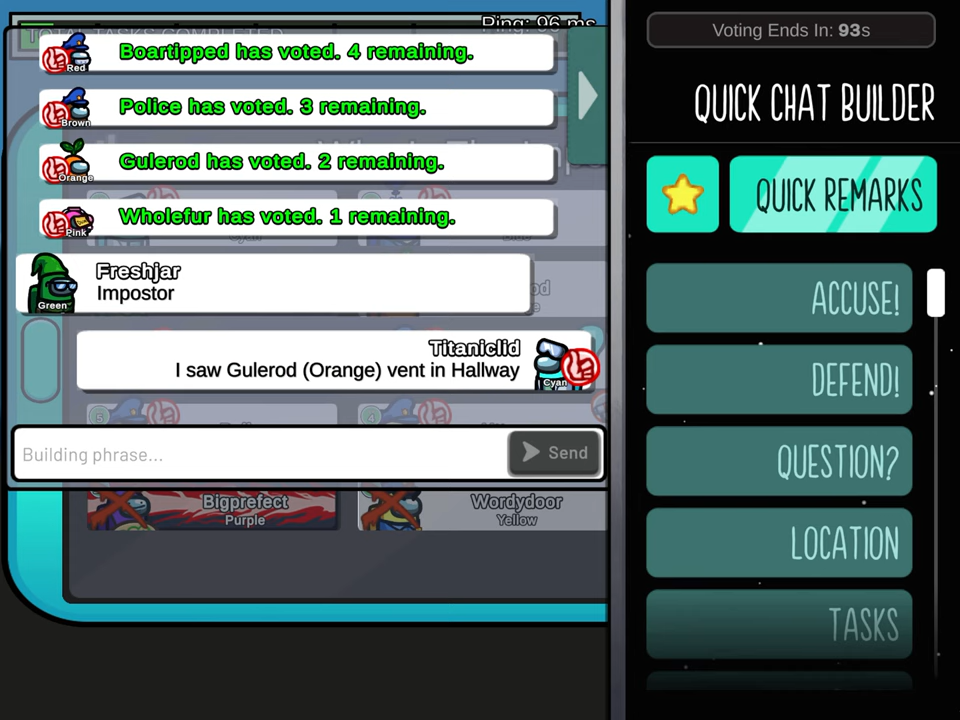 TOTAL TASKS COMPLETED
Ping: 96 ms
Voting Ends In: 93s
Boartipped has voted. 4 remaining.
Red
Police has voted. 3 remaining.
Brown
Gulerod has voted. 2 remaining.
Orange
Wholefur has voted. 1 remaining.
Pink
Freshjar
Impostor
Green
Titaniclid
I saw Gulerod (Orange) vent in Hallway
Cyan
Building phrase...
Send
Bigprefect
Purple
Wordydoor
Yellow
QUICK CHAT BUILDER
QUICK REMARKS
ACCUSE!
DEFEND!
QUESTION?
LOCATION
TASKS